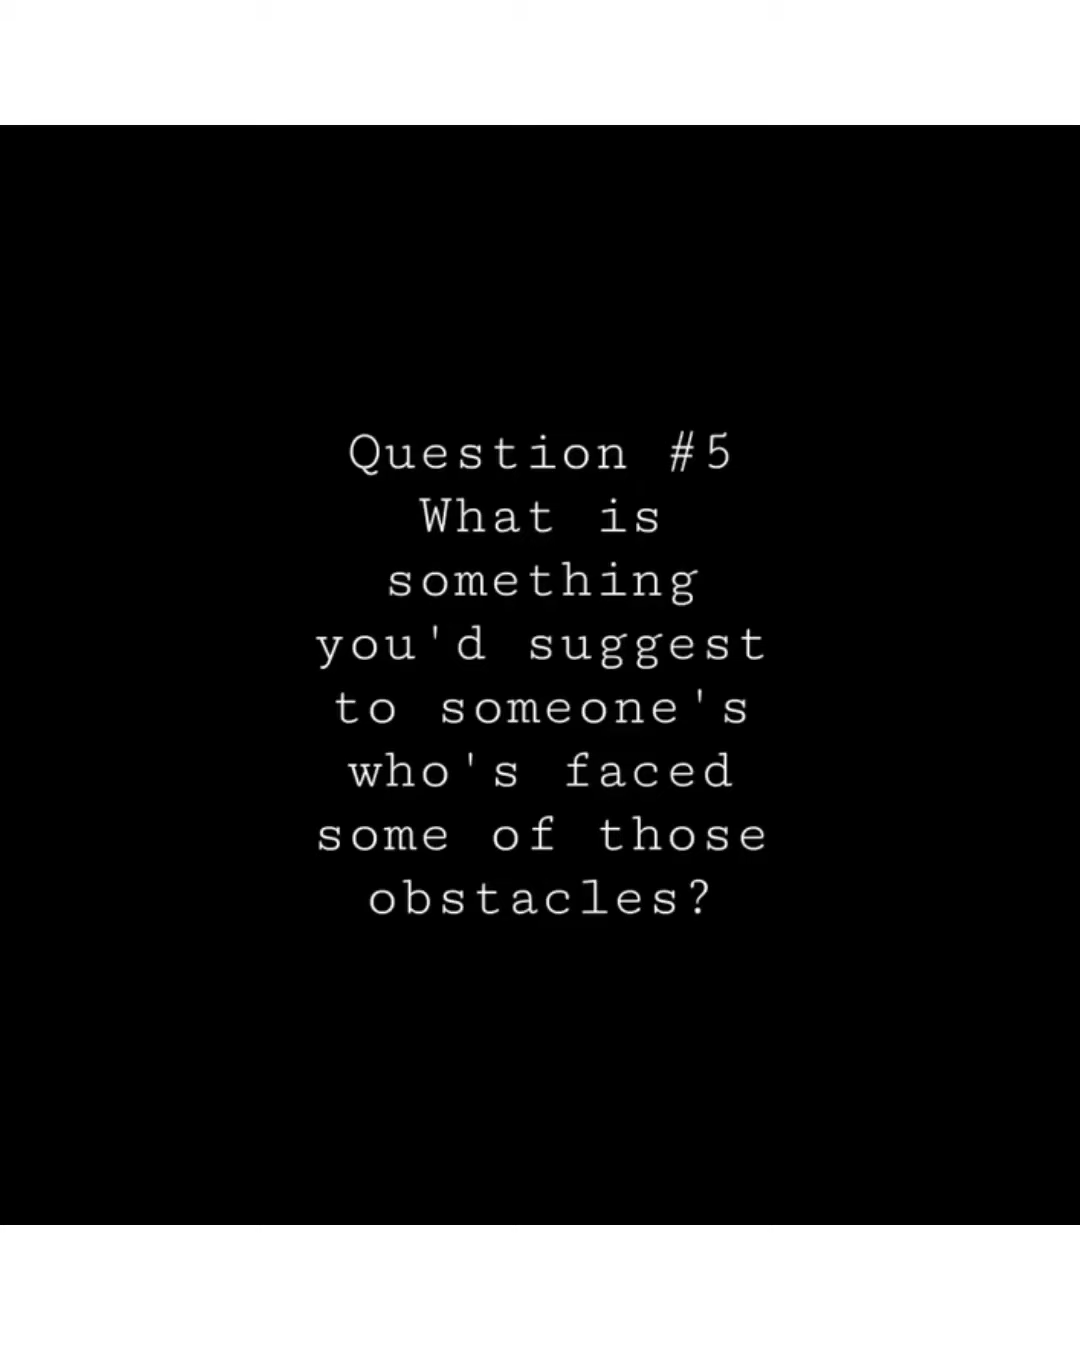 Question #5
What is
something
you'd suggest
to someone's
who's faced
some of those
obstacles?